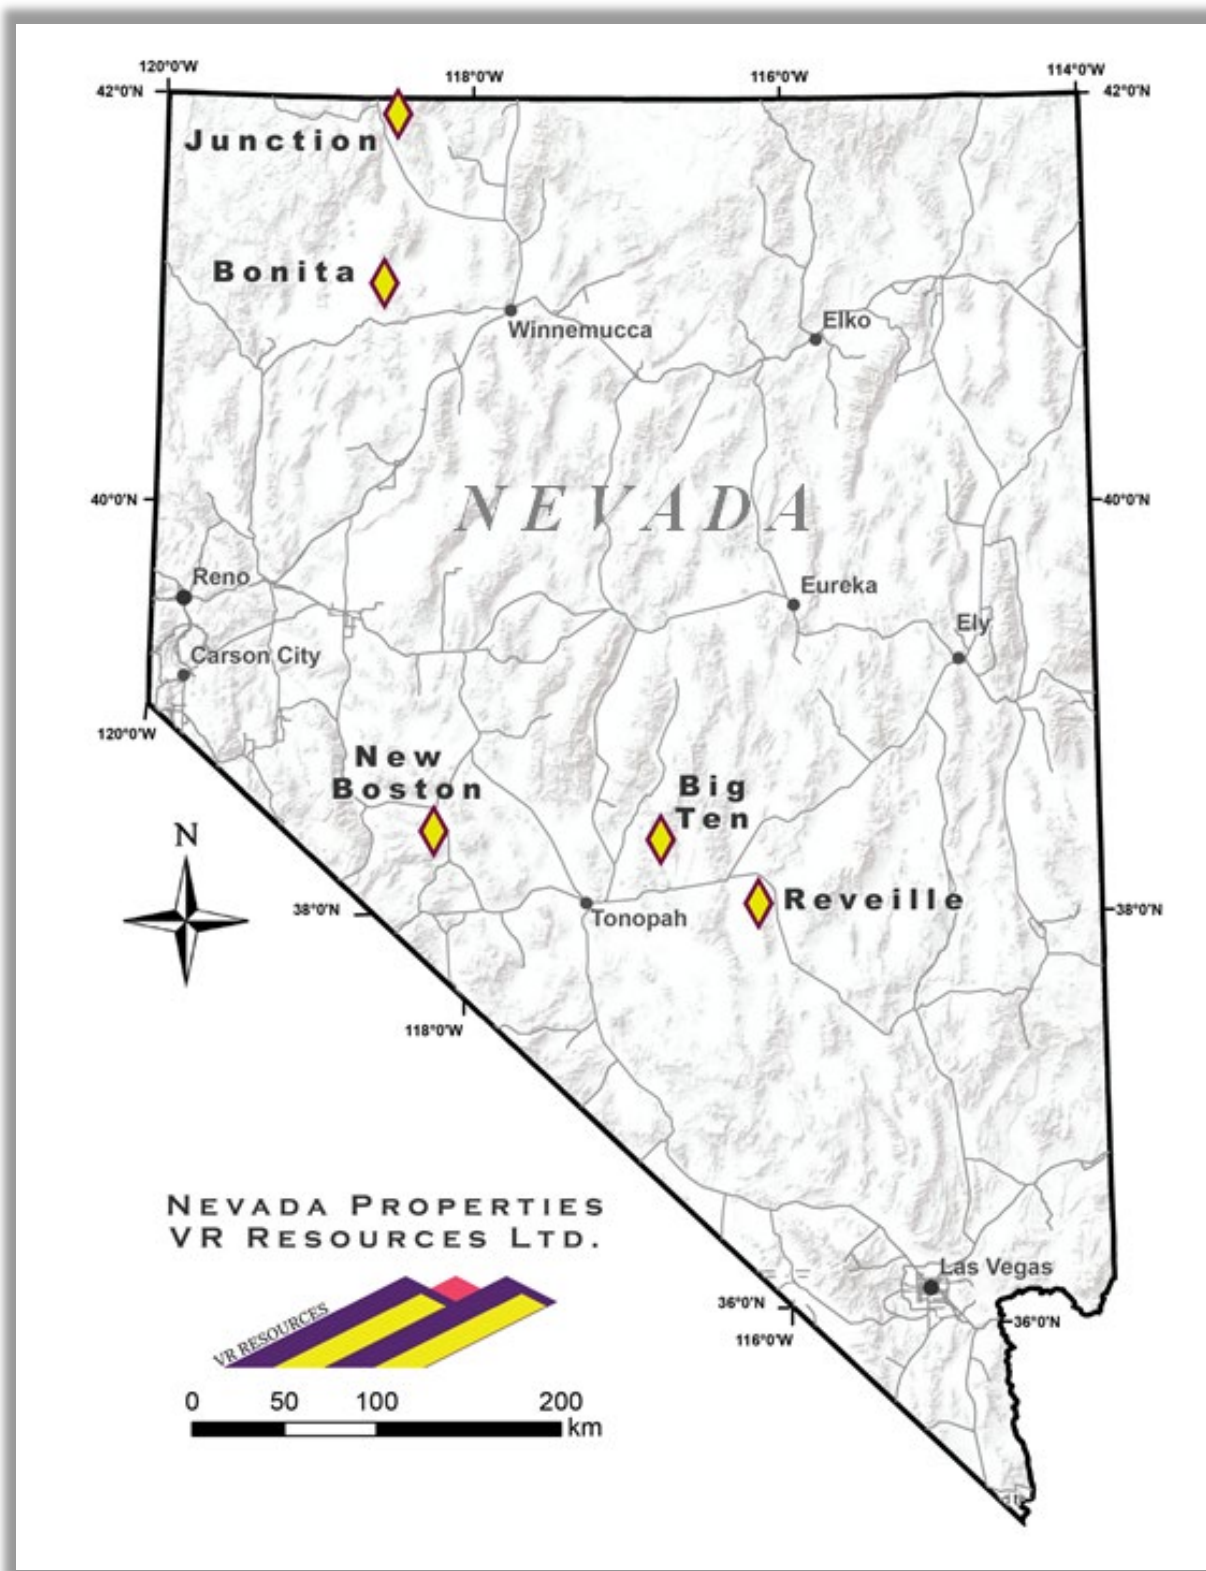 120°0'W
118°0'W
116°0'W
114°0'W
42°0'N
42°0'N
Junction
Bonita
Winnemucca
Elko
NEVADA
40°0'N
40°0'N
Reno
Eureka
Ely
Carson City
120°0'W
New
Boston
Big
Ten
N
Reveille
38°0'N
Tonopah
38°0'N
118°0'W
NEVADA PROPERTIES
VR RESOURCES LTD.
Las Vegas
36°0'N
36°0'N
116°0'W
VR RESOURCES
0 50 100 200
km